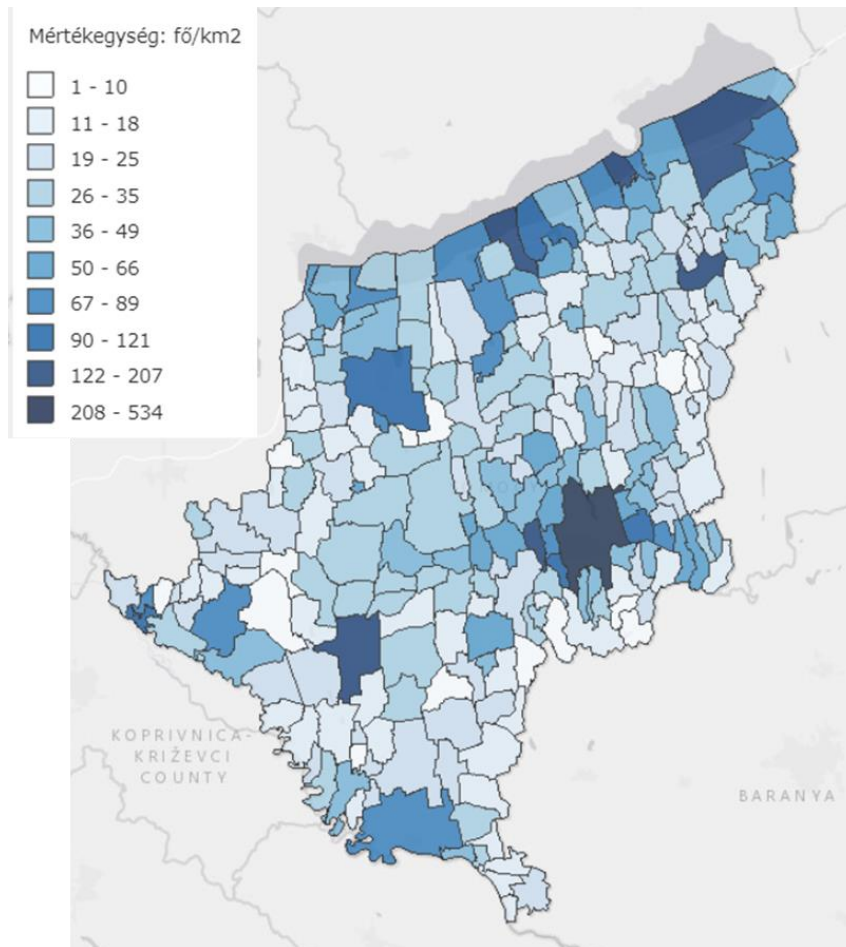 Mértékegység: fő/km2
1 - 10
11 - 18
19 - 25
26 - 35
36 - 49
50 - 66
67 - 89
90 - 121
122 - 207
208 - 534
KOPRIVNICA-
KRIŽEVCI
COUNTY
BARANYA